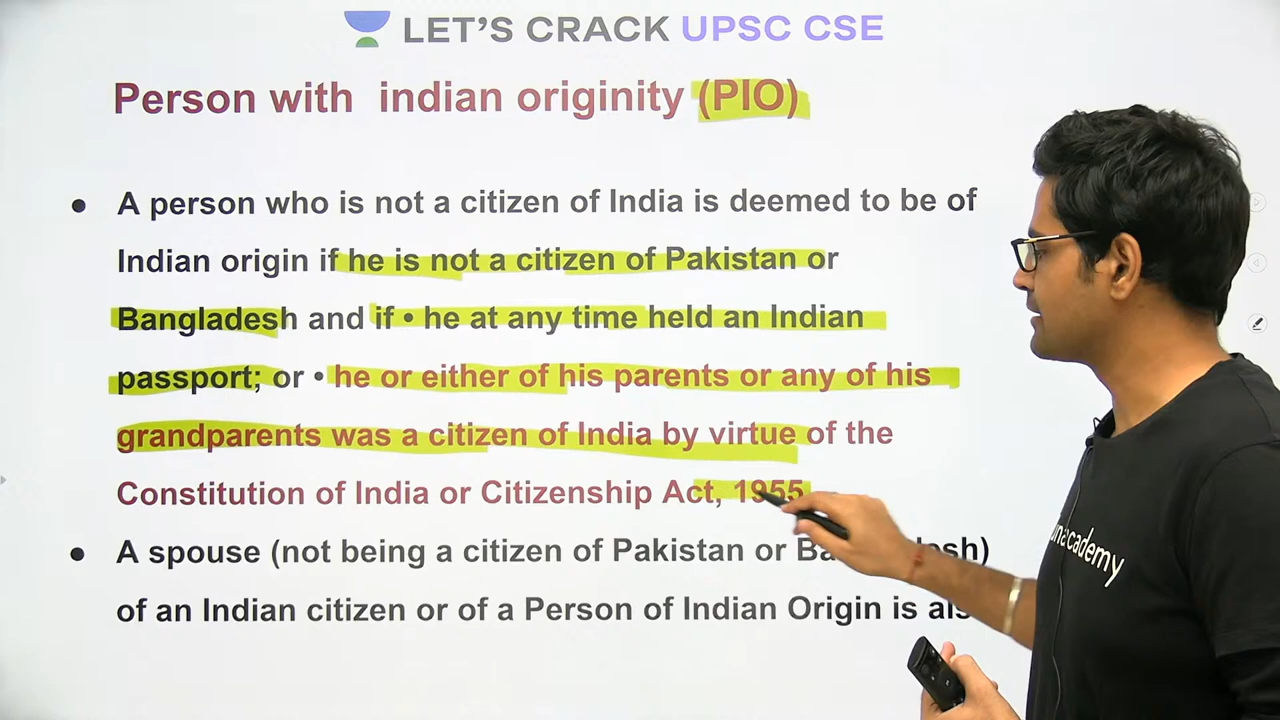 LET'S CRACK UPSC CSE
Person with indian originity (PIO)
● A person who is not a citizen of India is deemed to be of
Indian origin if he is not a citizen of Pakistan or
Bangladesh and if • he at any time held an Indian
passport; or • he or either of his parents or any of his
grandparents was a citizen of India by virtue of the
Constitution of India or Citizenship Act, 1955
● A spouse (not being a citizen of Pakistan or
of an Indian citizen or of a Person of Indian Origin is
unacademy